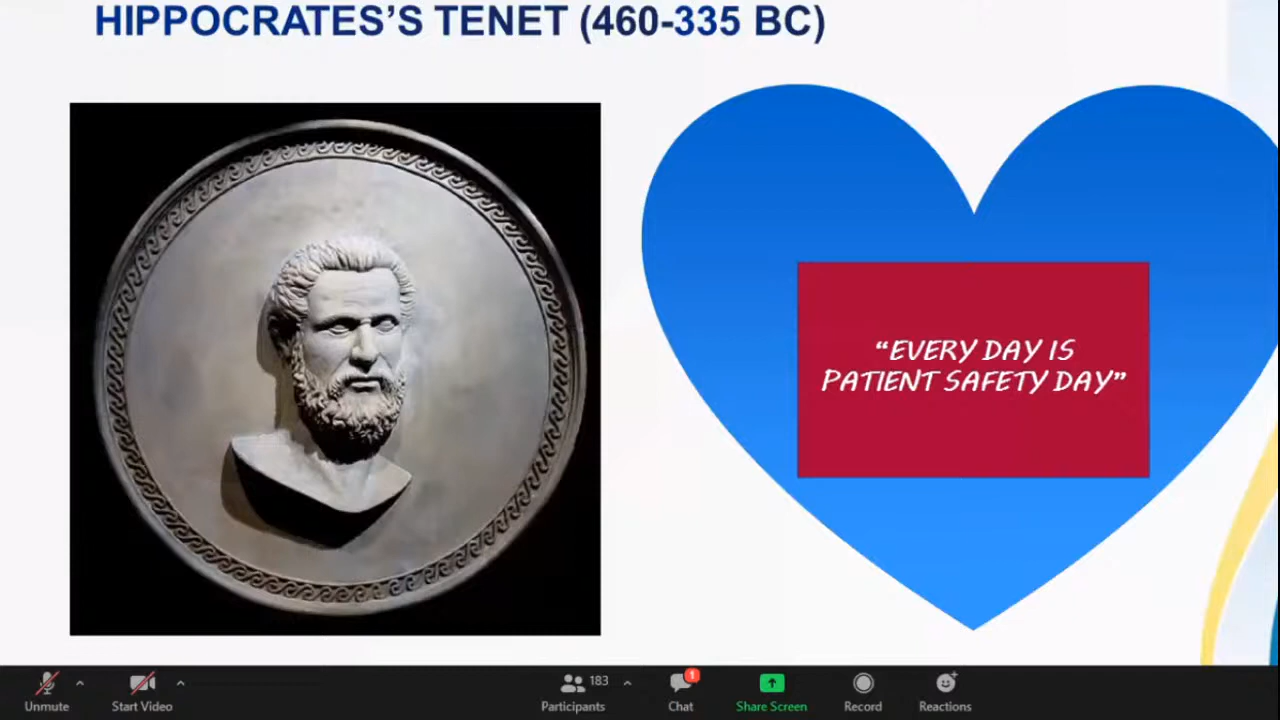 HIPPOCRATES'S TENET (460-335 BC)
“EVERY DAY IS
PATIENT SAFETY DAY”
Unmute
Start Video
183
Participants
1
Chat
Share Screen
Record
Reactions